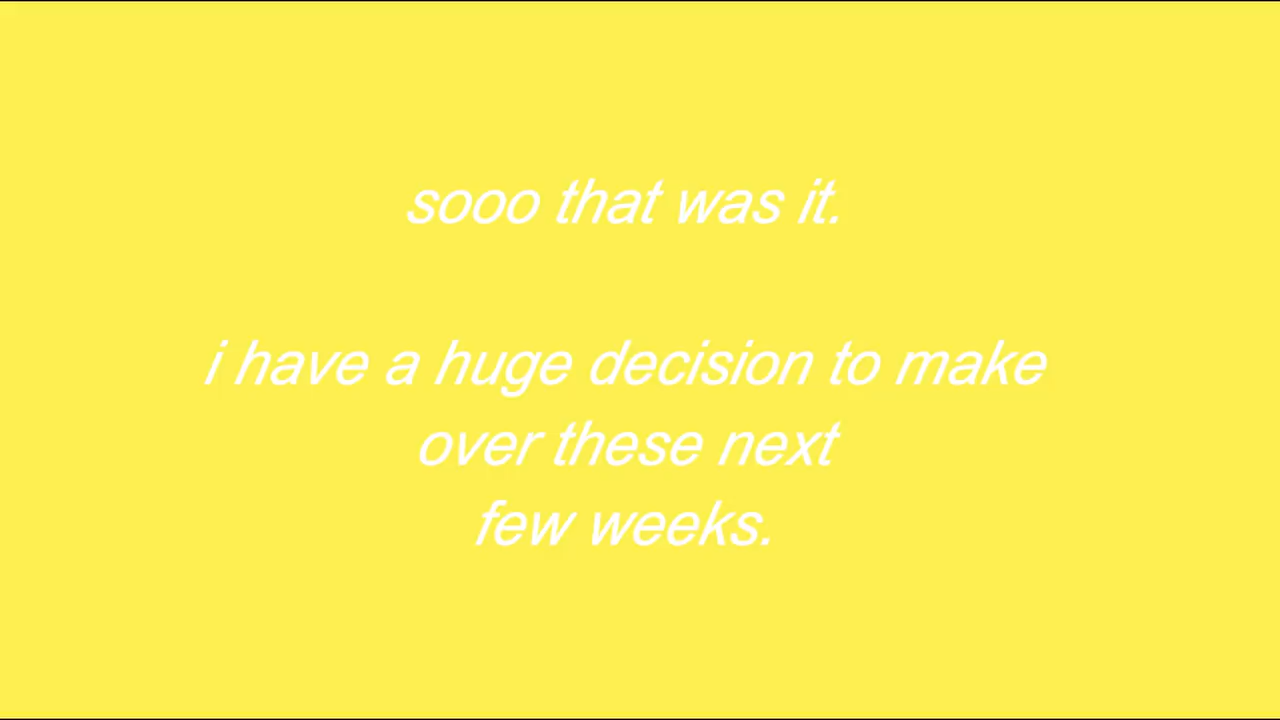 sooo that was it.
i have a huge decision to make
over these next
few weeks.